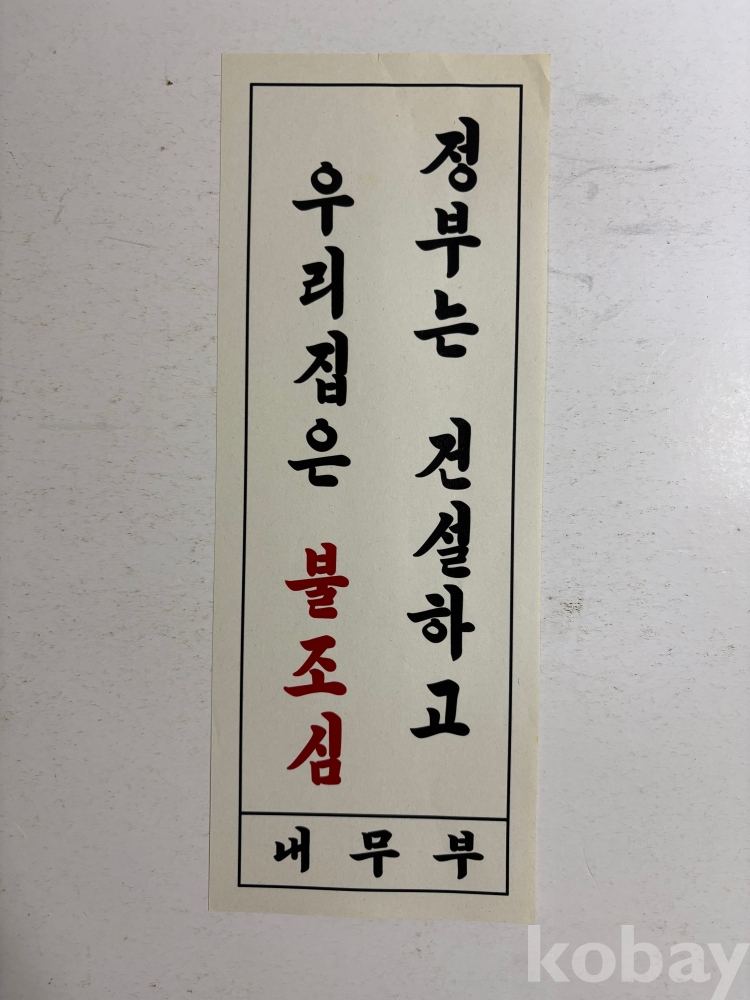 정부는 건설하고
우리집은 불조심
내무부
kobay